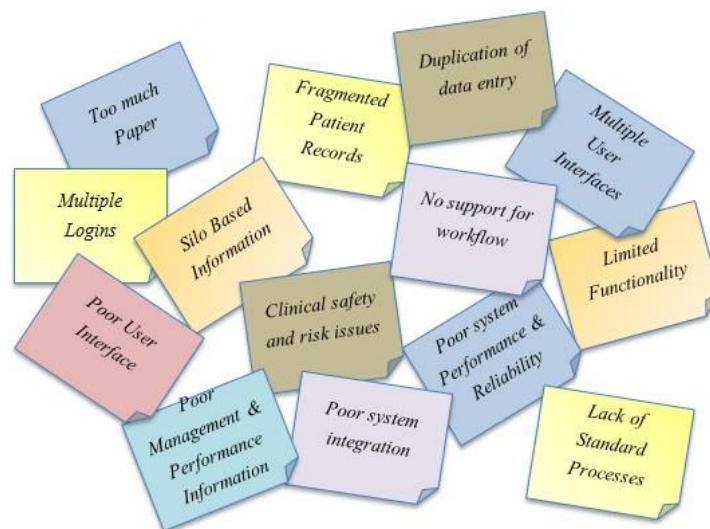 Too much
Paper
Fragmented
Patient
Records
Duplication of
data entry
Multiple
User
Interfaces
Multiple
Logins
Silo Based
Information
No support for
workflow
Limited
Functionality
Poor User
Interface
Clinical safety
and risk issues
Poor system
Performance &
Reliability
Poor
Management &
Performance
Information
Poor system
integration
Lack of
Standard
Processes